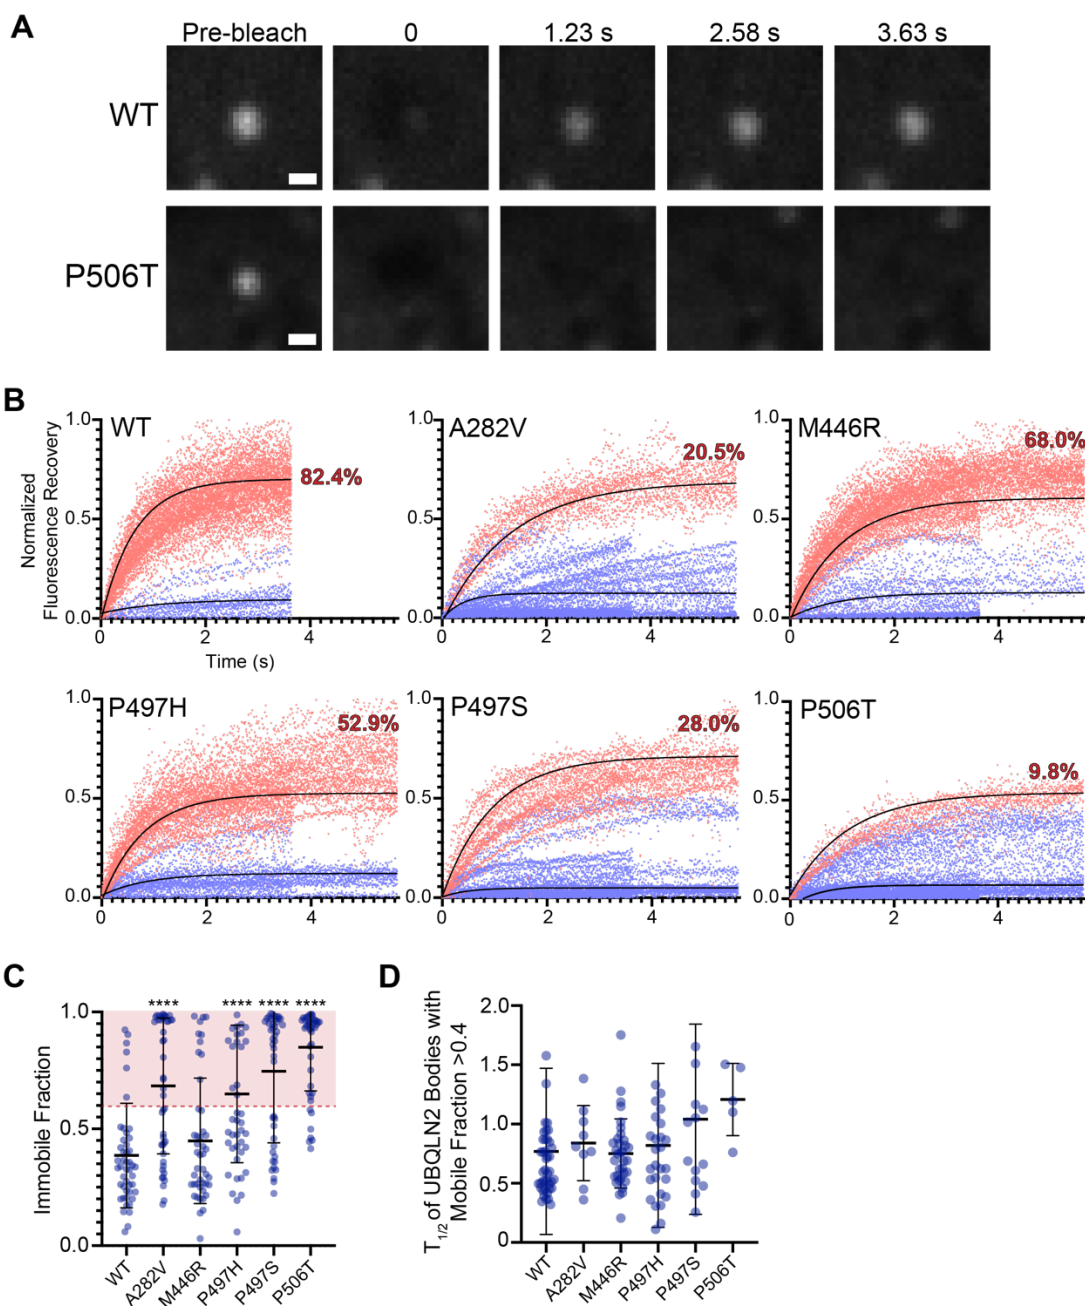 A
Pre-bleach 0 1.23 s 2.58 s 3.63 s
WT
P506T
B
WT
A282V
M446R
82.4%
20.5%
68.0%
Normalized
Fluorescence Recovery
1.0
0.5
0.0
0 2 4
Time (s)
1.0
0.5
0.0
0 2 4
1.0
0.5
0.0
0 2 4
P497H
P497S
P506T
52.9%
28.0%
9.8%
1.0
0.5
0.0
0 2 4
1.0
0.5
0.0
0 2 4
1.0
0.5
0.0
0 2 4
C
Immobile Fraction
1.0
0.5
0.0
**** **** **** ****
WT A282V M446R P497H P497S P506T
D
T1/2 of UBQLN2 Bodies with
Mobile Fraction >0.4
2.0
1.5
1.0
0.5
0.0
WT A282V M446R P497H P497S P506T